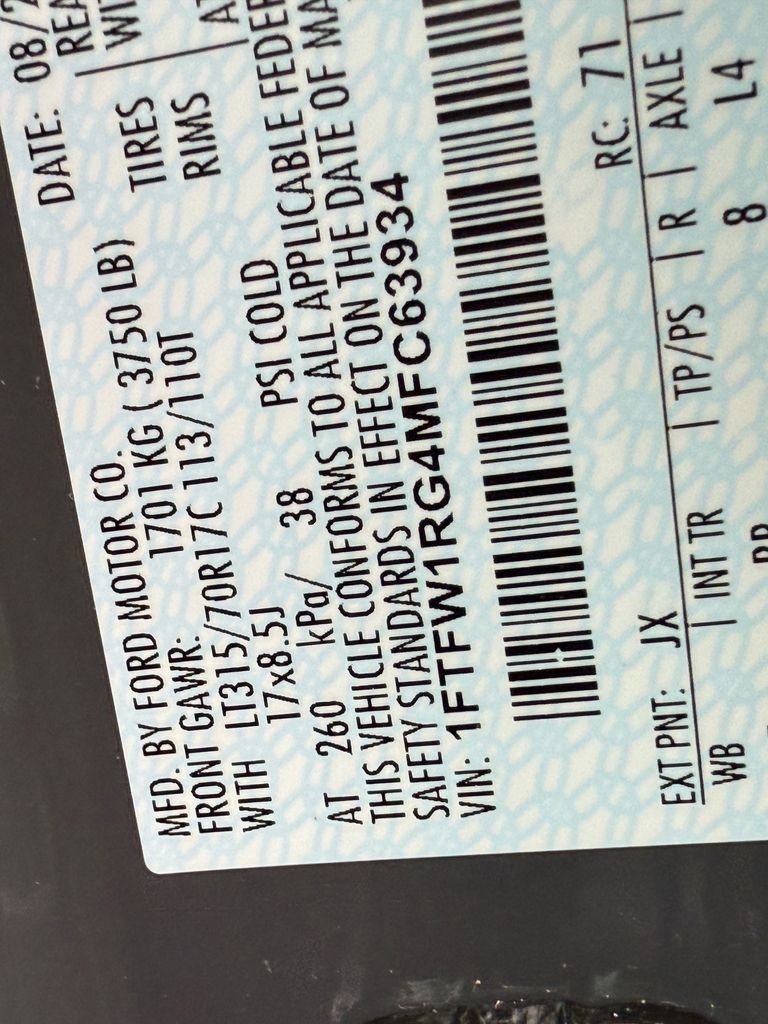 MFD. BY FORD MOTOR CO. DATE: 08/
FRONT GAWR: 1701 KG ( 3750 LB)
WITH LT315/70R17C 113/110T TIRES
17x8.5J RIMS
AT 260 kPa/ 38 PSI COLD
THIS VEHICLE CONFORMS TO ALL APPLICABLE
SAFETY STANDARDS IN EFFECT ON THE DATE OF
VIN: 1FTFW1RG4MFC63934
EXT PNT: JX RC: 71
WB | INT TR | TP/PS | R | AXLE |
8 L4